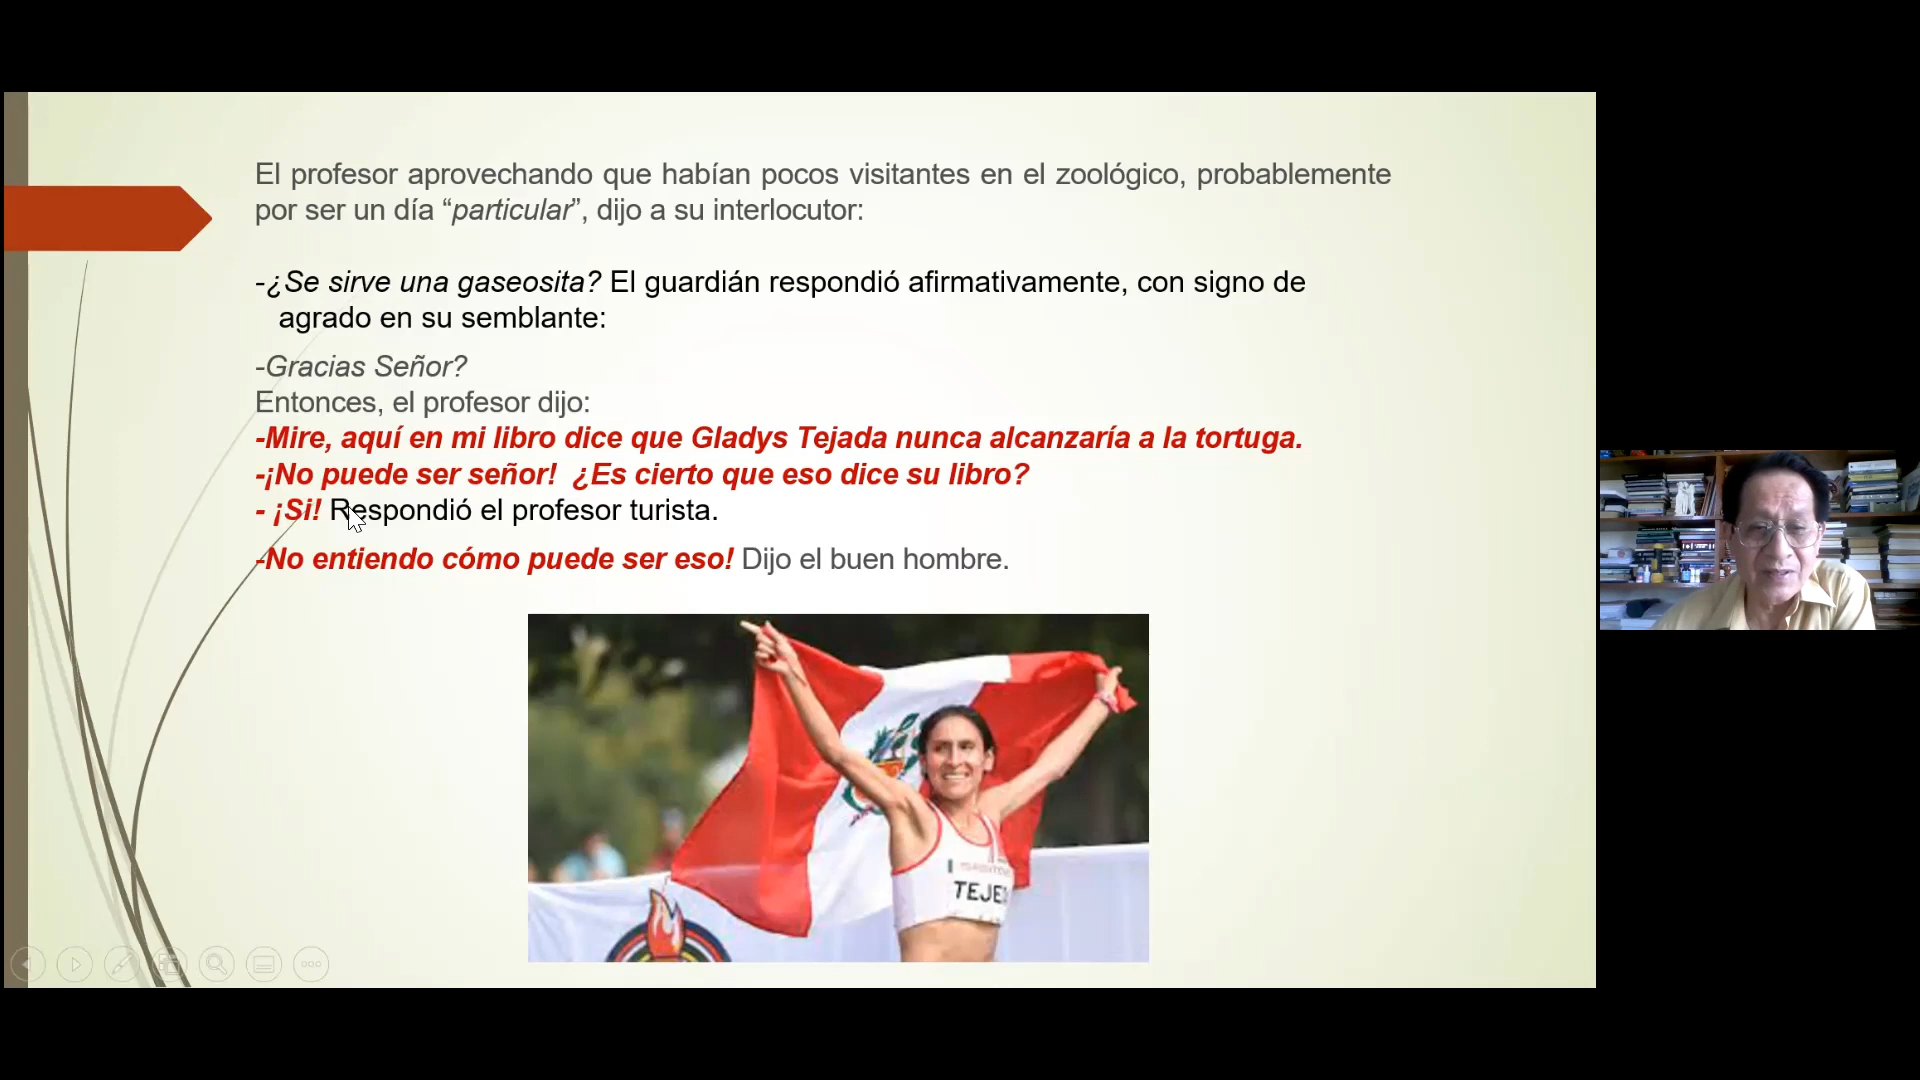 El profesor aprovechando que habían pocos visitantes en el zoológico, probablemente
por ser un día “particular”, dijo a su interlocutor:
-¿Se sirve una gaseosita? El guardián respondió afirmativamente, con signo de
agrado en su semblante:
-Gracias Señor?
Entonces, el profesor dijo:
-Mire, aquí en mi libro dice que Gladys Tejada nunca alcanzaría a la tortuga.
-¡No puede ser señor! ¿Es cierto que eso dice su libro?
- ¡Si! Respondió el profesor turista.
-No entiendo cómo puede ser eso! Dijo el buen hombre.
TEJE